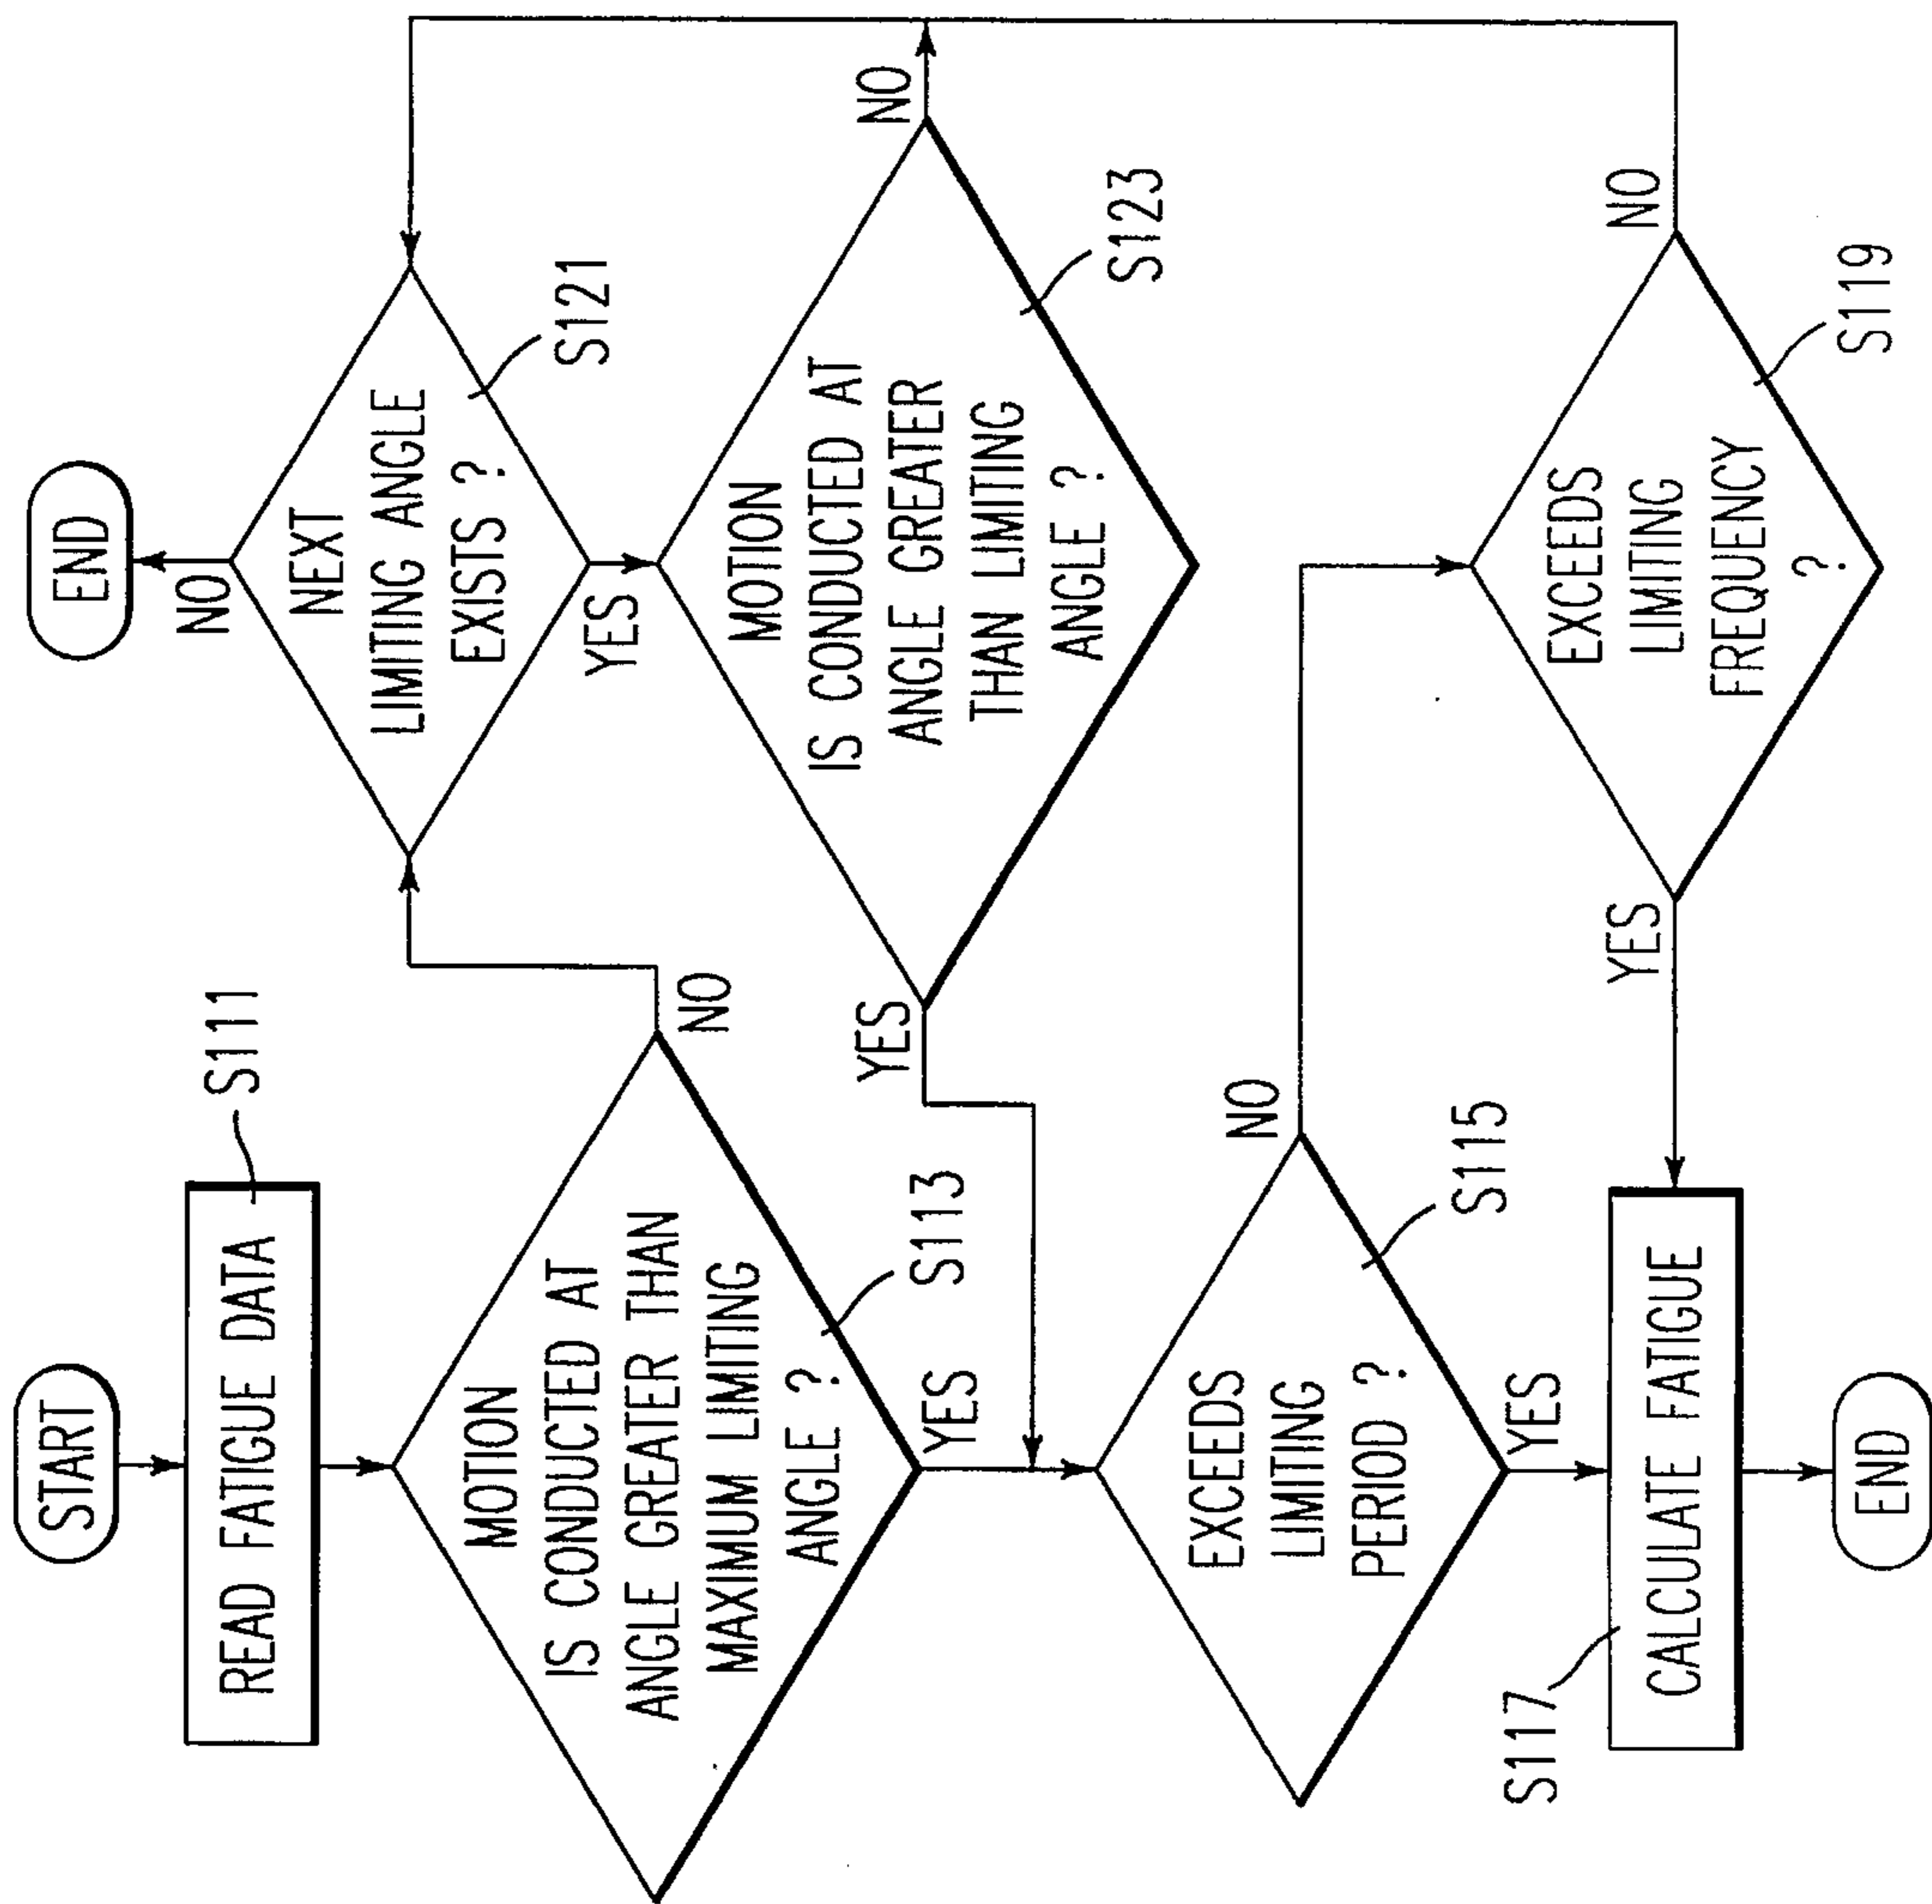 START
READ FATIGUE DATA
S111
MOTION
IS CONDUCTED AT
ANGLE GREATER THAN
MAXIMUM LIMITING
ANGLE ?
S113
NO
YES
EXCEEDS
LIMITING
PERIOD ?
S115
NO
YES
S117
CALCULATE FATIGUE
END
END
NO
NEXT
LIMITING ANGLE
EXISTS ?
S121
YES
MOTION
IS CONDUCTED AT
ANGLE GREATER
THAN LIMITING
ANGLE ?
S123
NO
YES
EXCEEDS
LIMITING
FREQUENCY
?
S119
NO
YES